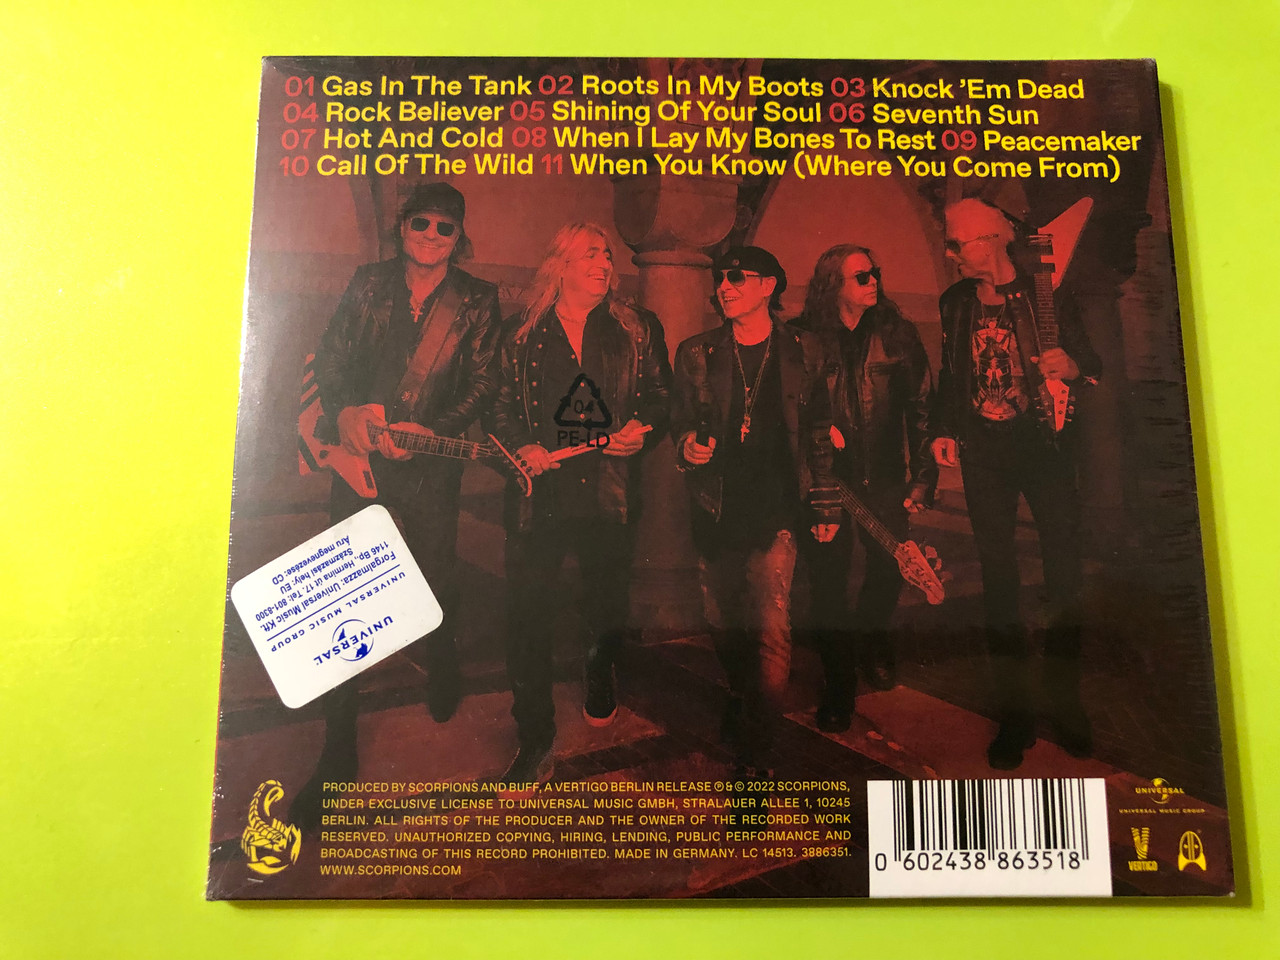 01 Gas In The Tank 02 Roots In My Boots 03 Knock 'Em Dead
04 Rock Believer 05 Shining Of Your Soul 06 Seventh Sun
07 Hot And Cold 08 When I Lay My Bones To Rest 09 Peacemaker
10 Call Of The Wild 11 When You Know (Where You Come From)
04
PE-LD
UNIVERSAL
UNIVERSAL MUSIC GROUP
Forgalmazza: Universal Music Kft.
1146 Bp., Hermina út 17. Tel: 801-8300
Származási hely: EU
Áru megnevezése: CD
PRODUCED BY SCORPIONS AND BUFF, A VERTIGO BERLIN RELEASE ℗ & © 2022 SCORPIONS,
UNDER EXCLUSIVE LICENSE TO UNIVERSAL MUSIC GMBH, STRALAUER ALLEE 1, 10245
BERLIN. ALL RIGHTS OF THE PRODUCER AND THE OWNER OF THE RECORDED WORK
RESERVED. UNAUTHORIZED COPYING, HIRING, LENDING, PUBLIC PERFORMANCE AND
BROADCASTING OF THIS RECORD PROHIBITED. MADE IN GERMANY. LC 14513. 3886351.
WWW.SCORPIONS.COM
0 602438 863518
UNIVERSAL
UNIVERSAL MUSIC GROUP
VERTIGO